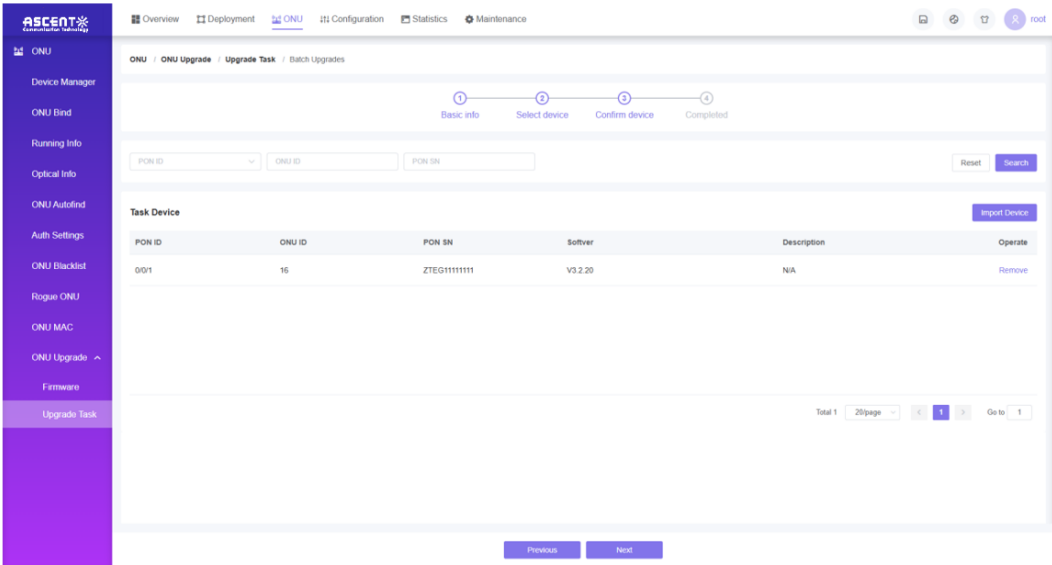 ASCENT
Communication Technology
Overview Deployment ONU Configuration Statistics Maintenance root
ONU
Device Manager
ONU Bind
Running Info
Optical Info
ONU Autofind
Auth Settings
ONU Blacklist
Rogue ONU
ONU MAC
ONU Upgrade
Firmware
Upgrade Task
ONU / ONU Upgrade / Upgrade Task / Batch Upgrades
1 2 3 4
Basic info Select device Confirm device Completed
PON ID ONU ID PON SN Reset Search
Task Device Import Device
PON ID ONU ID PON SN Softver Description Operate
0/0/1 16 ZTEG11111111 V3.2.20 N/A Remove
Total 1 20/page < 1 > Go to 1
Previous Next